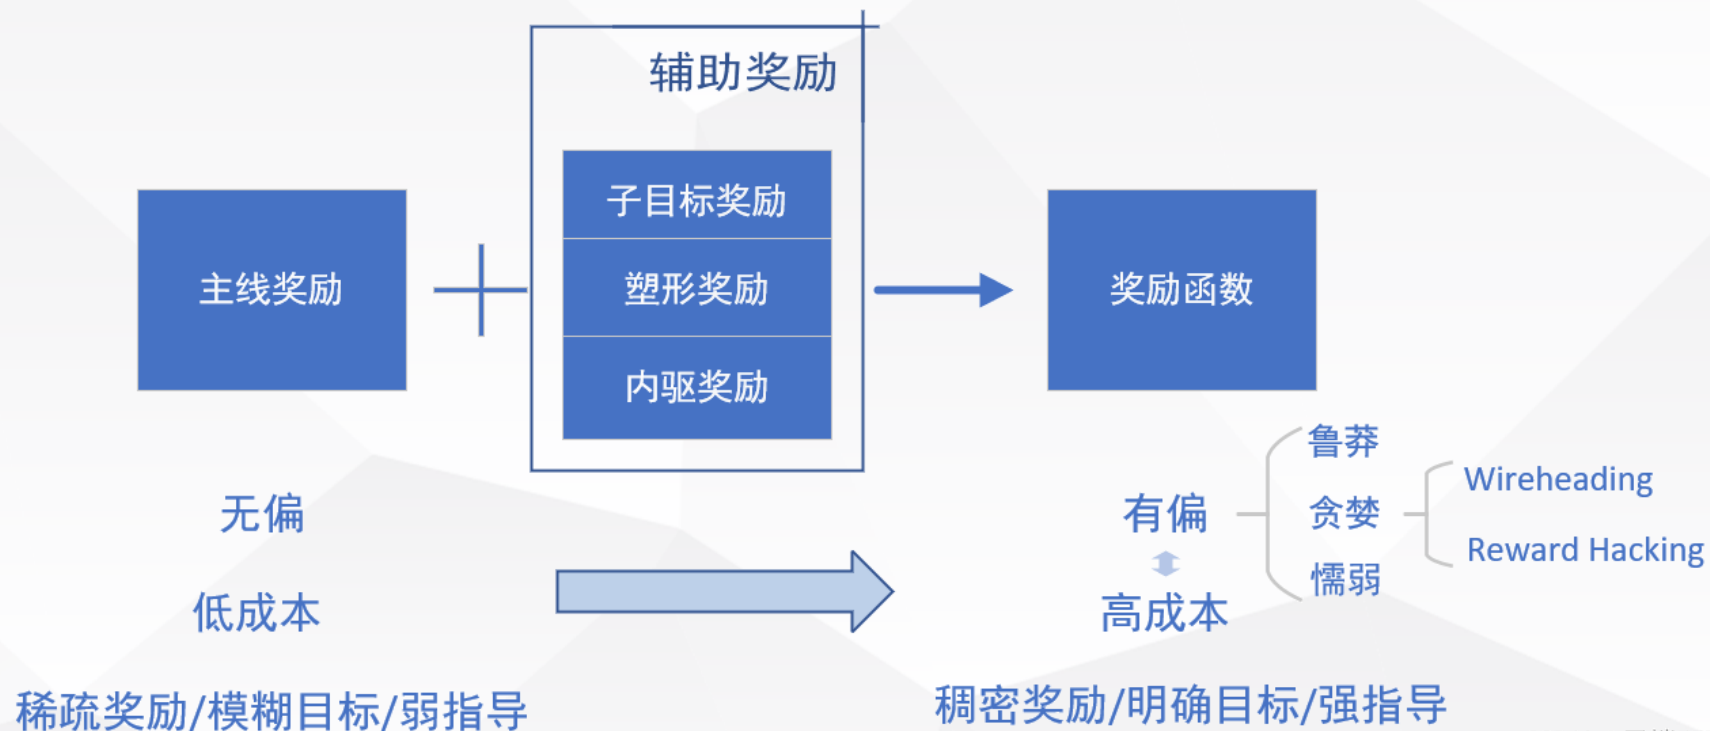 辅助奖励
主线奖励
子目标奖励
塑形奖励
内驱奖励
奖励函数
无偏
低成本
稀疏奖励/模糊目标/弱指导
有偏
高成本
鲁莽
贪婪
懦弱
Wireheading
Reward Hacking
稠密奖励/明确目标/强指导